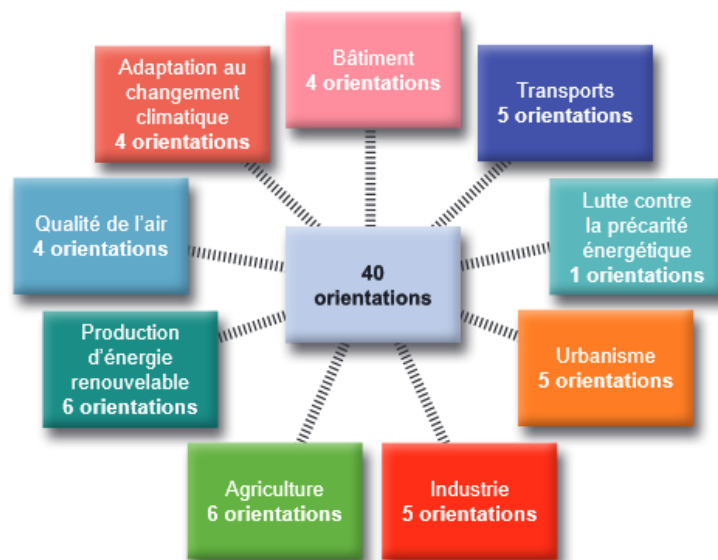 Bâtiment
4 orientations
Transports
5 orientations
Lutte contre
la précarité
énergétique
1 orientations
Urbanisme
5 orientations
Industrie
5 orientations
Agriculture
6 orientations
Production
d'énergie
renouvelable
6 orientations
Qualité de l'air
4 orientations
Adaptation au
changement
climatique
4 orientations
40
orientations